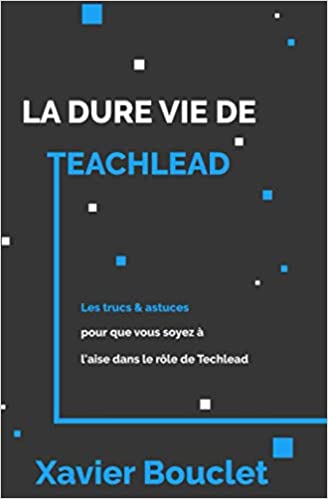 LA DURE VIE DE
TEACHLEAD
Les trucs & astuces
pour que vous soyez à
l'aise dans le rôle de Techlead
Xavier Bouclet